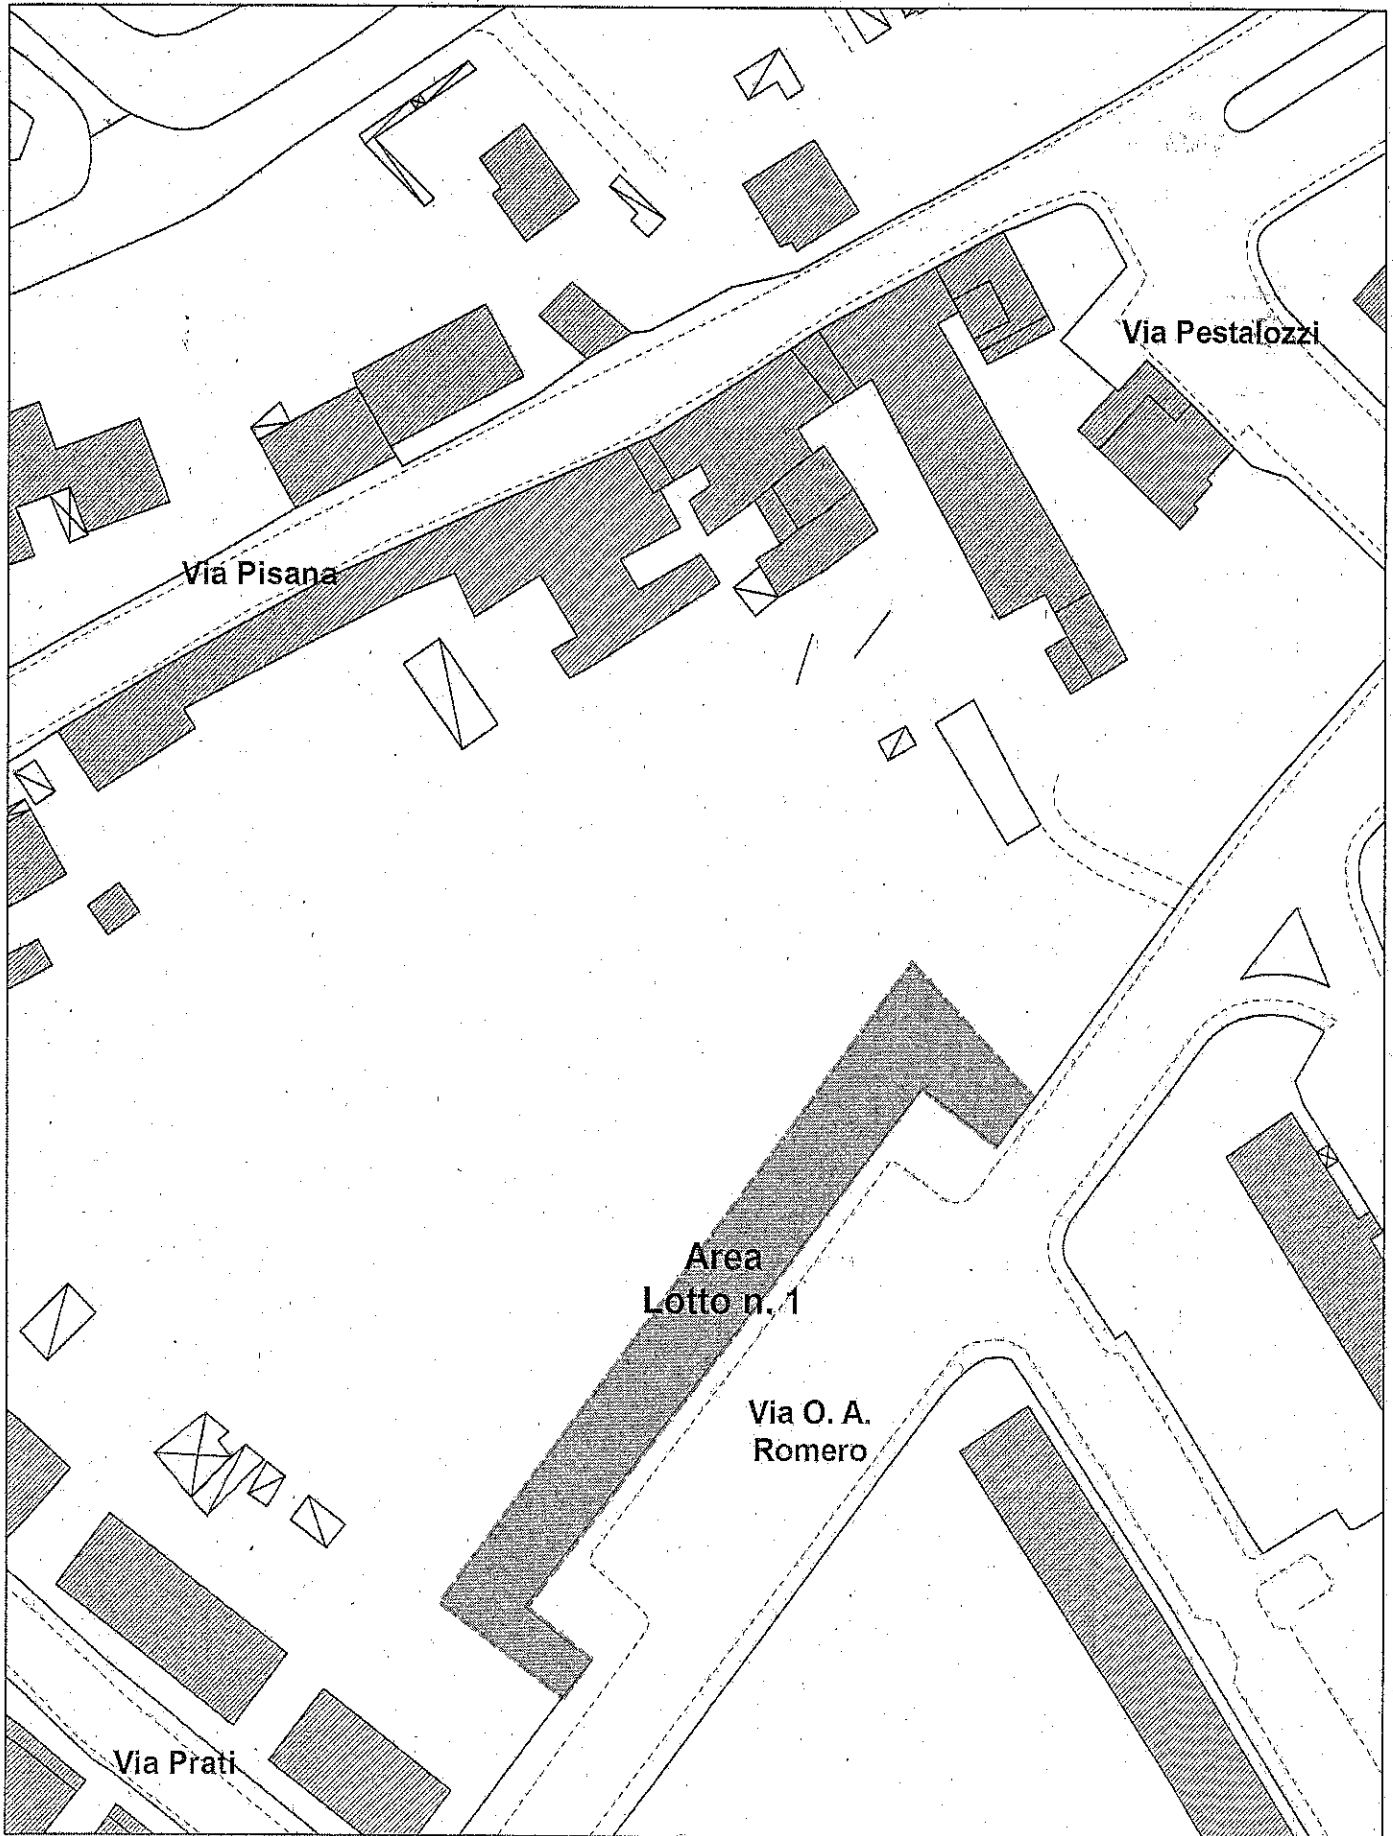 Via Pestalozzi
Via Pisana
Area
Lotto n. 1
Via O. A.
Romero
Via Prati